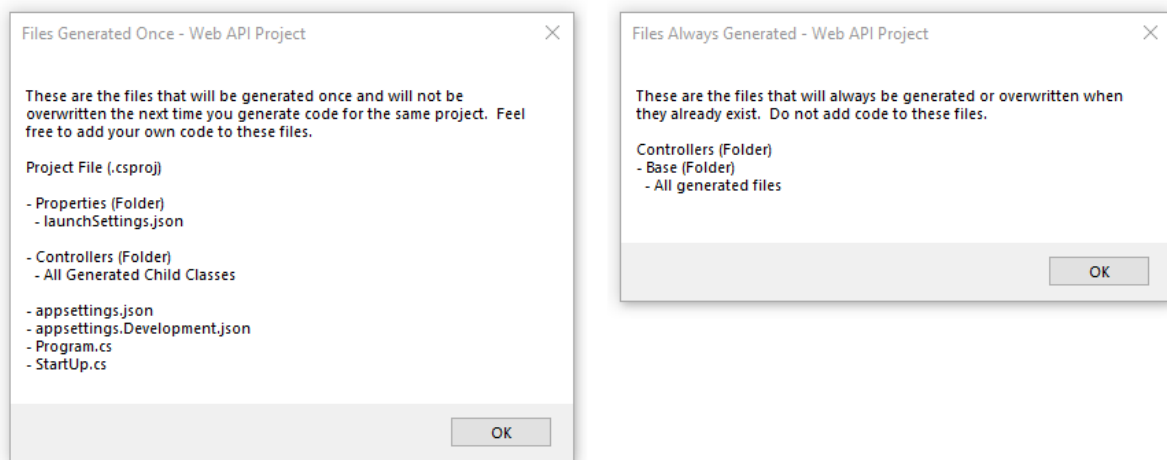 Files Generated Once - Web API Project
These are the files that will be generated once and will not be
overwritten the next time you generate code for the same project.  Feel
free to add your own code to these files.
Project File (.csproj)
- Properties (Folder)
- launchSettings.json
- Controllers (Folder)
- All Generated Child Classes
- appsettings.json
- appsettings.Development.json
- Program.cs
- StartUp.cs
OK
Files Always Generated - Web API Project
These are the files that will always be generated or overwritten when
they already exist.  Do not add code to these files.
Controllers (Folder)
- Base (Folder)
- All generated files
OK